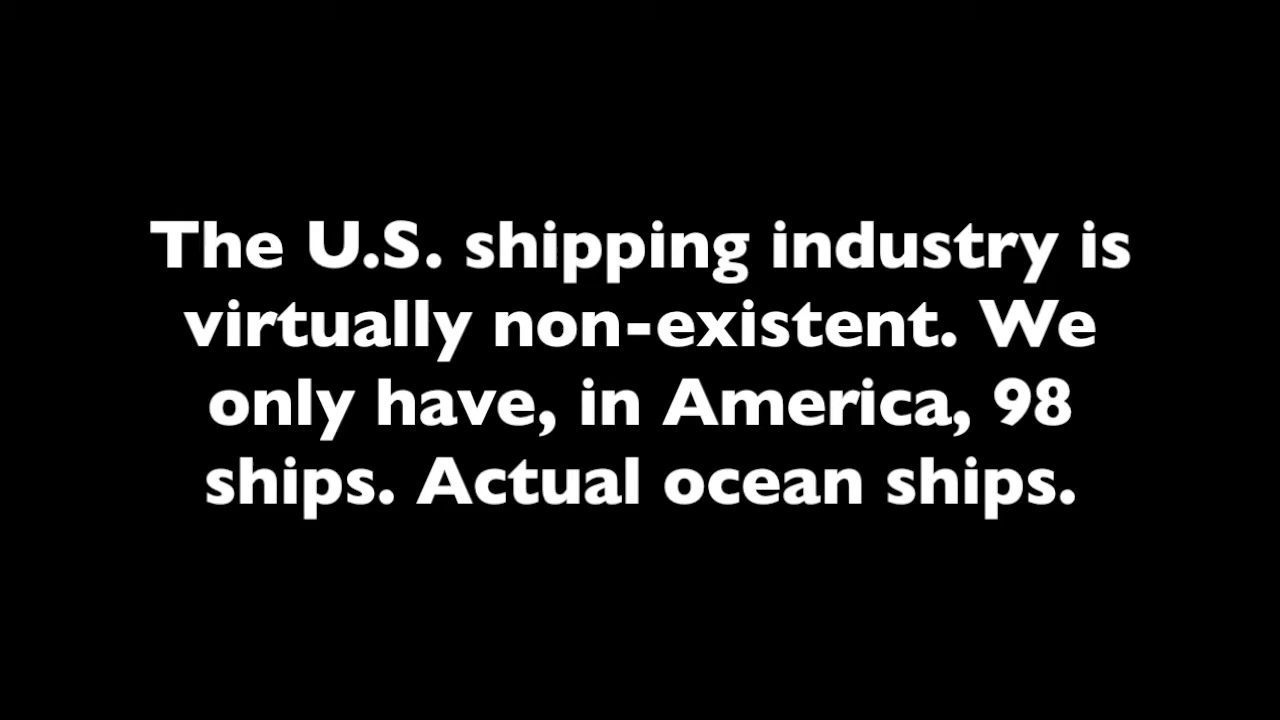 The U.S. shipping industry is
virtually non-existent. We
only have, in America, 98
ships. Actual ocean ships.